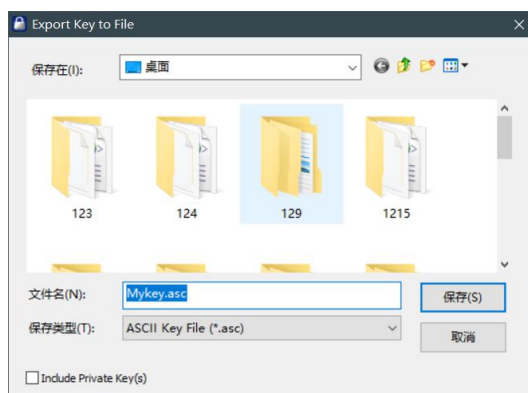 Export Key to File
保存在(I):
桌面
123
124
129
1215
文件名(N):
Mykey.asc
保存(S)
保存类型(T):
ASCII Key File (*.asc)
取消
Include Private Key(s)